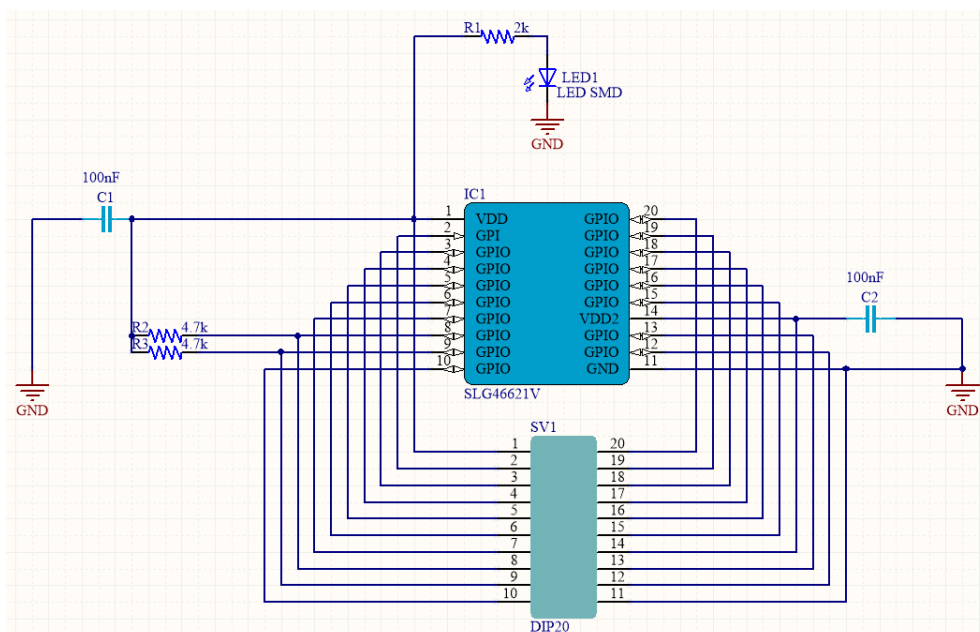 R1 2k
LED1
LED SMD
GND
100nF
C1
IC1
1 VDD GPIO 20
2 GPI GPIO 19
3 GPIO GPIO 18
4 GPIO GPIO 17
5 GPIO GPIO 16
6 GPIO GPIO 15
7 GPIO VDD2 14
8 GPIO GPIO 13
9 GPIO GPIO 12
10 GPIO GND 11
SLG46621V
100nF
C2
R2 4.7k
R3 4.7k
GND
GND
SV1
1 20
2 19
3 18
4 17
5 16
6 15
7 14
8 13
9 12
10 11
DIP20